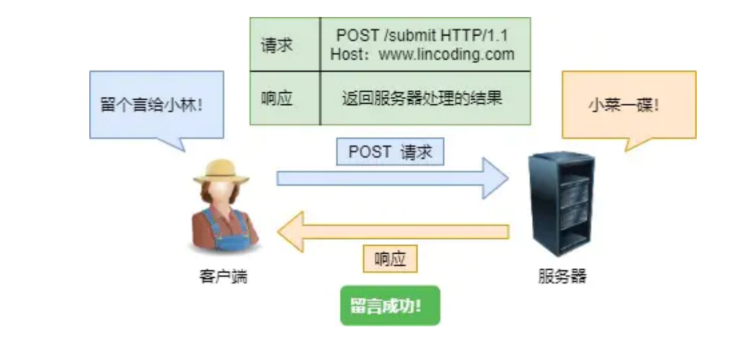 请求
POST /submit HTTP/1.1
Host：www.lincoding.com
响应
返回服务器处理的结果
留个言给小林!
小菜一碟!
POST 请求
响应
客户端
服务器
留言成功!